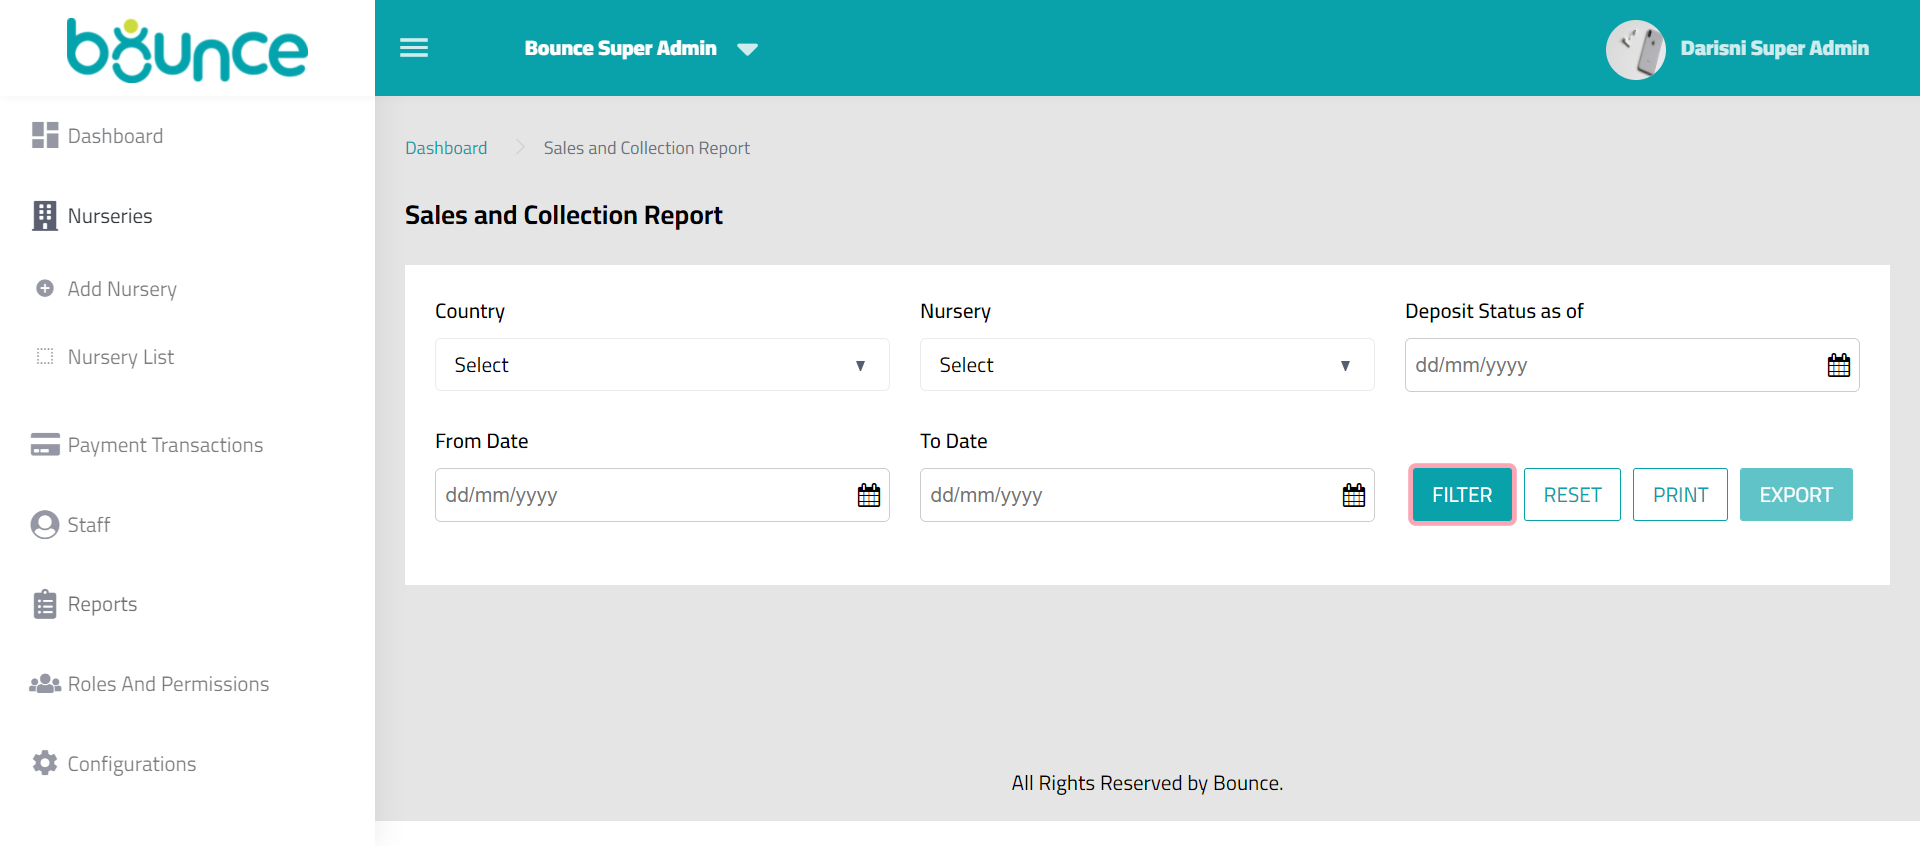 bounce
Bounce Super Admin
Darisni Super Admin
Dashboard
Nurseries
Add Nursery
Nursery List
Payment Transactions
Staff
Reports
Roles And Permissions
Configurations
Dashboard
Sales and Collection Report
Sales and Collection Report
Country
Nursery
Deposit Status as of
Select
Select
dd/mm/yyyy
From Date
To Date
dd/mm/yyyy
dd/mm/yyyy
FILTER
RESET
PRINT
EXPORT
All Rights Reserved by Bounce.